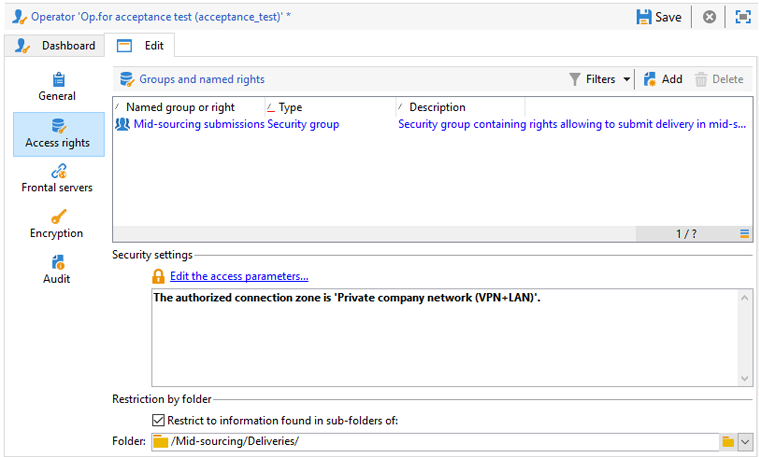 Operator 'Op.for acceptance test (acceptance_test)' *
Save
Dashboard
Edit
General
Access rights
Frontal servers
Encryption
Audit
Groups and named rights
Filters
Add
Delete
Named group or right
Type
Description
Mid-sourcing submissions
Security group
Security group containing rights allowing to submit delivery in mid-s...
1 / ?
Security settings
Edit the access parameters...
The authorized connection zone is 'Private company network (VPN+LAN)'.
Restriction by folder
Restrict to information found in sub-folders of:
Folder:
/Mid-sourcing/Deliveries/